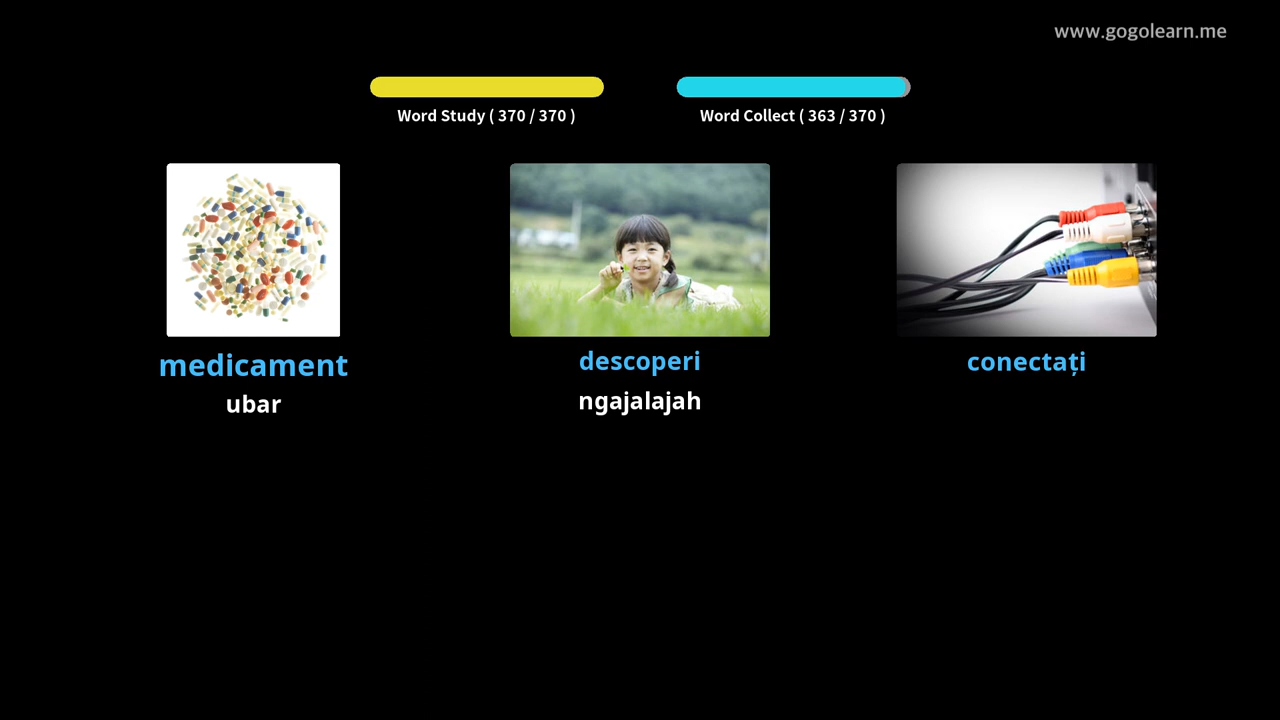 www.gogolearn.me
Word Study ( 370 / 370 )
Word Collect ( 363 / 370 )
medicament
ubar
descoperi
ngajalajah
conectați